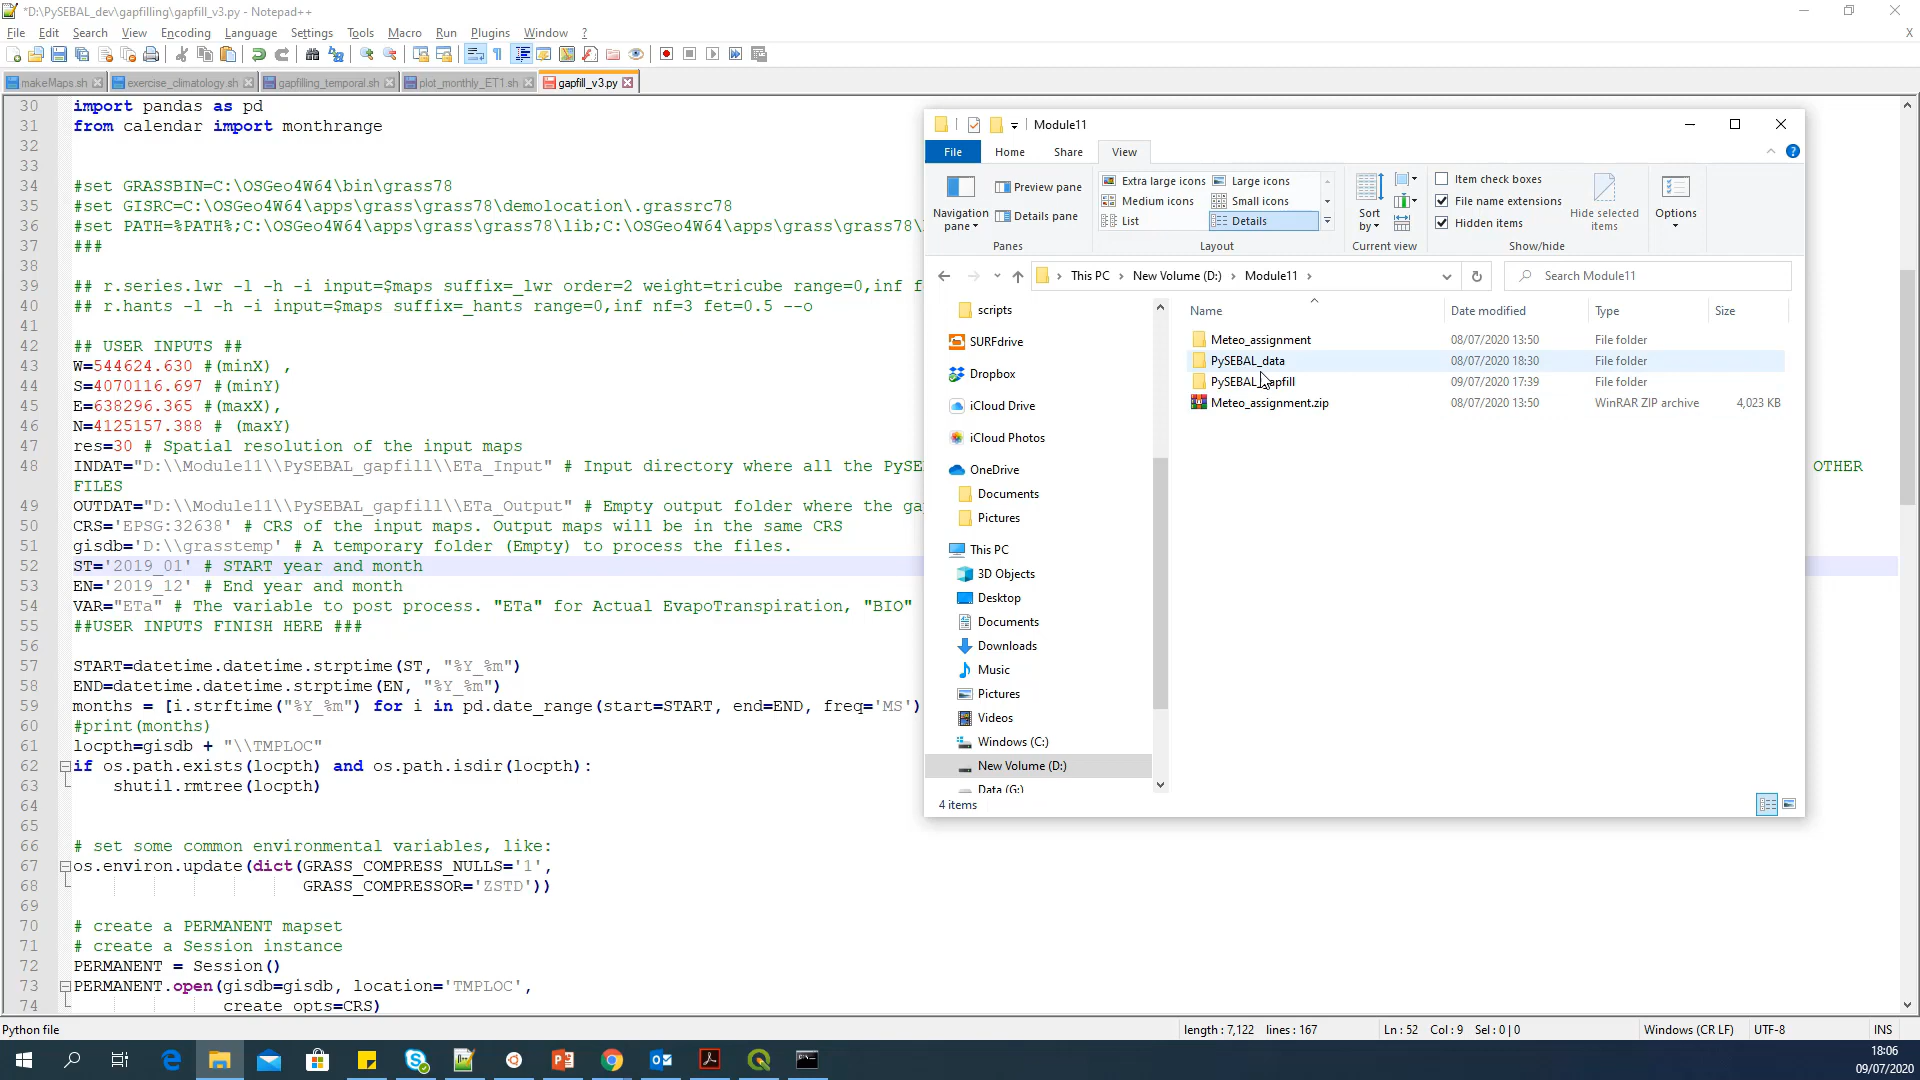 *D:\PySEBAL_dev\gapfilling\gapfill_v3.py - Notepad++
File Edit Search View Encoding Language Settings Tools Macro Run Plugins Window ?
X
makeMaps.sh exercise_climatology.sh gapfilling_temporal.sh plot_monthly_ET1.sh gapfill_v3.py
30 import pandas as pd
31 from calendar import monthrange
32
33
34 #set GRASSBIN=C:\OSGeo4W64\bin\grass78
35 #set GISRC=C:\OSGeo4W64\apps\grass\grass78\demolocation\.grassrc78
36 #set PATH=%PATH%;C:\OSGeo4W64\apps\grass\grass78\lib;C:\OSGeo4W64\apps\grass\grass78\
37 ###
38
39 ## r.series.lwr -l -h -i input=$maps suffix=_lwr order=2 weight=tricube range=0,inf f
40 ## r.hants -l -h -i input=$maps suffix=_hants range=0,inf nf=3 fet=0.5 --o
41
42 ## USER INPUTS ##
43 W=544624.630 #(minX) ,
44 S=4070116.697 #(minY)
45 E=638296.365 #(maxX),
46 N=4125157.388 # (maxY)
47 res=30 # Spatial resolution of the input maps
48 INDAT="D:\\Module11\\PySEBAL_gapfill\\ETa_Input" # Input directory where all the PySE OTHER
FILES
49 OUTDAT="D:\\Module11\\PySEBAL_gapfill\\ETa_Output" # Empty output folder where the ga
50 CRS='EPSG:32638' # CRS of the input maps. Output maps will be in the same CRS
51 gisdb='D:\\grasstemp' # A temporary folder (Empty) to process the files.
52 ST='2019_01' # START year and month
53 EN='2019_12' # End year and month
54 VAR="ETa" # The variable to post process. "ETa" for Actual EvapoTranspiration, "BIO"
55 ##USER INPUTS FINISH HERE ###
56
57 START=datetime.datetime.strptime(ST, "%Y_%m")
58 END=datetime.datetime.strptime(EN, "%Y_%m")
59 months = [i.strftime("%Y_%m") for i in pd.date_range(start=START, end=END, freq='MS')
60 #print(months)
61 locpth=gisdb + "\\TMPLOC"
62 if os.path.exists(locpth) and os.path.isdir(locpth):
63 shutil.rmtree(locpth)
64
65
66 # set some common environmental variables, like:
67 os.environ.update(dict(GRASS_COMPRESS_NULLS='1',
68 GRASS_COMPRESSOR='ZSTD'))
69
70 # create a PERMANENT mapset
71 # create a Session instance
72 PERMANENT = Session()
73 PERMANENT.open(gisdb=gisdb, location='TMPLOC',
74 create_opts=CRS)
Module11
File Home Share View
Navigation pane
Preview pane
Details pane
Panes
Extra large icons Large icons
Medium icons Small icons
List Details
Layout
Sort by
Current view
Item check boxes
File name extensions
Hidden items
Hide selected items
Show/hide
Options
This PC New Volume (D:) Module11
Search Module11
scripts
SURFdrive
Dropbox
iCloud Drive
iCloud Photos
OneDrive
Documents
Pictures
This PC
3D Objects
Desktop
Documents
Downloads
Music
Pictures
Videos
Windows (C:)
New Volume (D:)
Data (G:)
Name Date modified Type Size
Meteo_assignment 08/07/2020 13:50 File folder
PySEBAL_data 08/07/2020 18:30 File folder
PySEBAL_gapfill 09/07/2020 17:39 File folder
Meteo_assignment.zip 08/07/2020 13:50 WinRAR ZIP archive 4,023 KB
4 items
Python file length : 7,122 lines : 167 Ln : 52 Col : 9 Sel : 0 | 0 Windows (CR LF) UTF-8 INS
18:06
09/07/2020